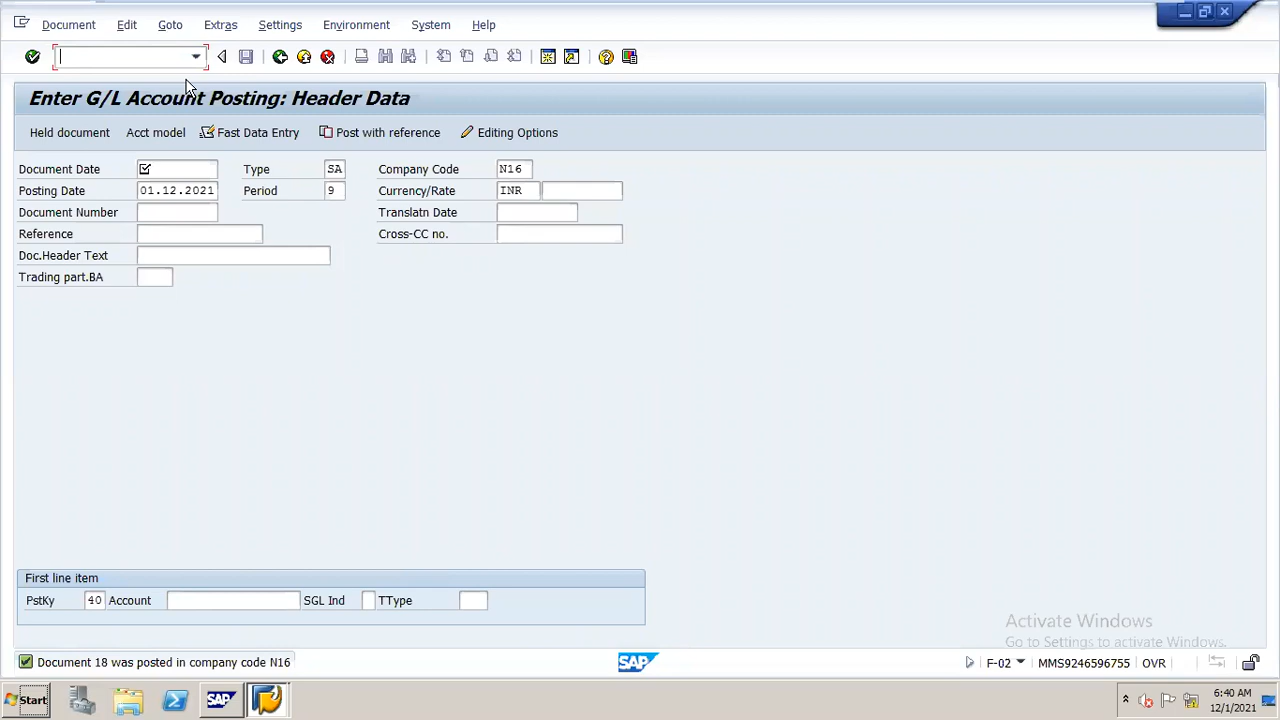 Document Edit Goto Extras Settings Environment System Help
Enter G/L Account Posting: Header Data
Held document Acct model Fast Data Entry Post with reference Editing Options
Document Date Type SA Company Code N16
Posting Date 01.12.2021 Period 9 Currency/Rate INR
Document Number Translatn Date
Reference Cross-CC no.
Doc.Header Text
Trading part.BA
First line item
PstKy 40 Account SGL Ind TType
Activate Windows
Go to Settings to activate Windows.
Document 18 was posted in company code N16 SAP F-02 MMS9246596755 OVR
Start SAP 6:40 AM
12/1/2021